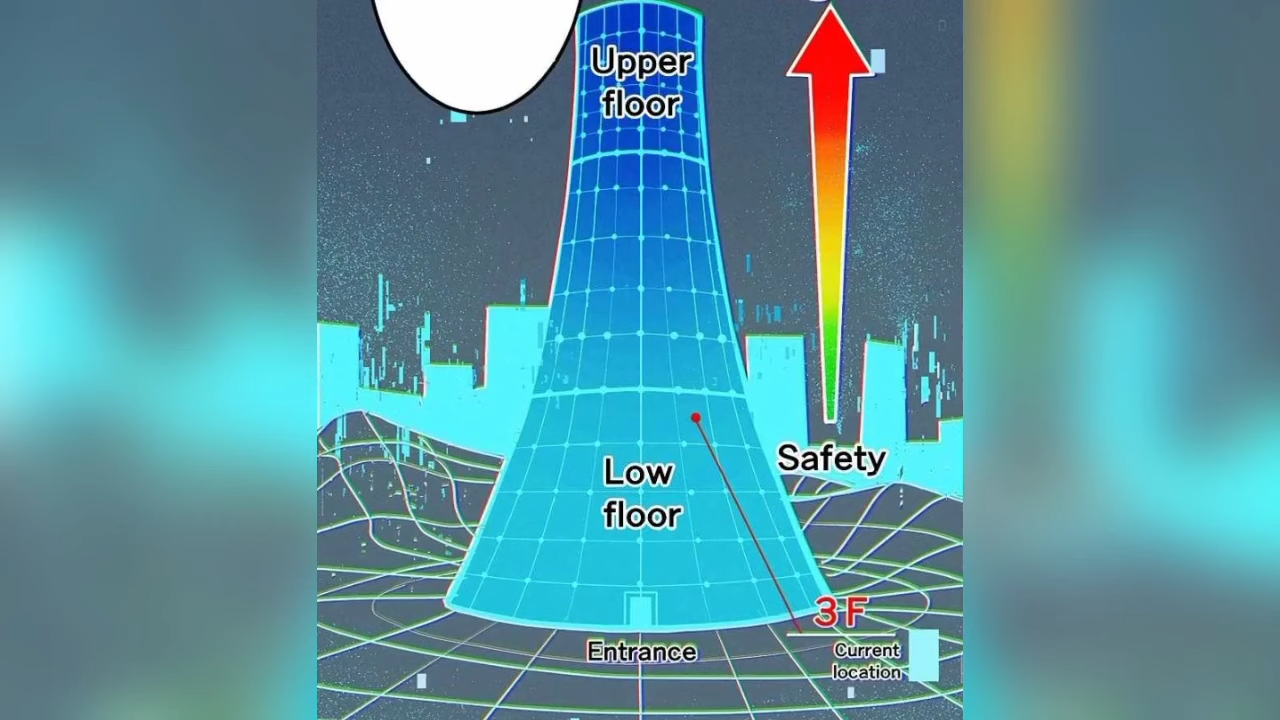 Upper
floor
Safety
Low
floor
3F
Entrance
Current
location